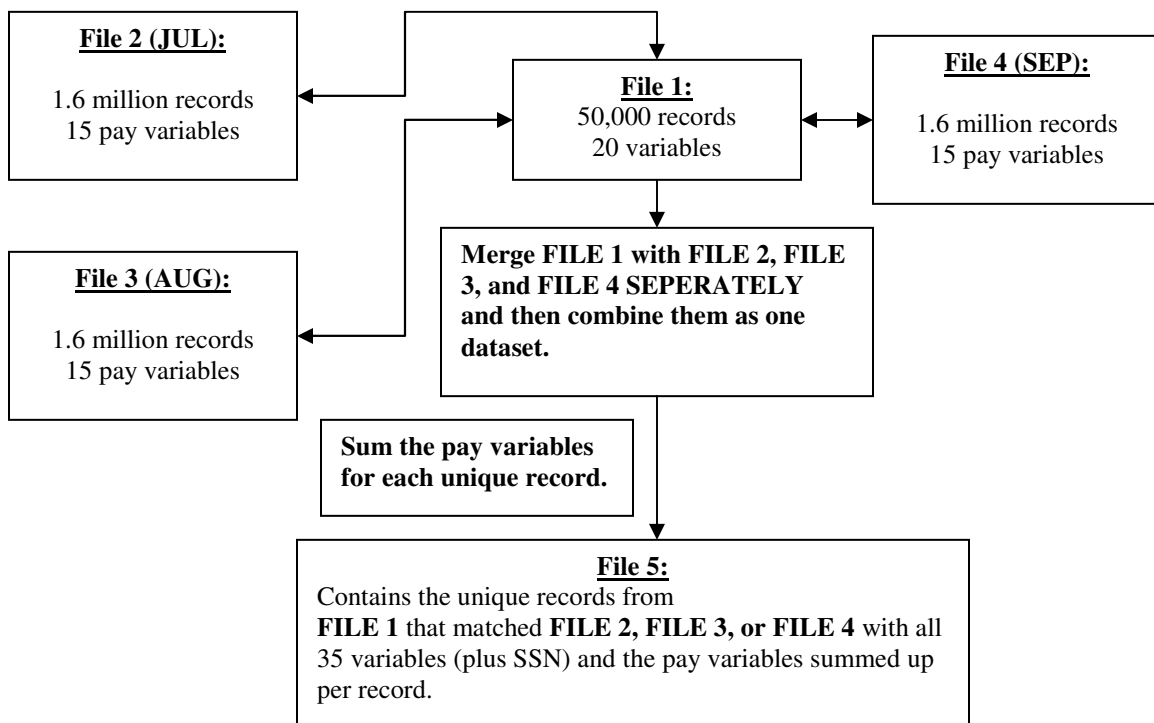 File 2 (JUL):
1.6 million records
15 pay variables
File 1:
50,000 records
20 variables
File 4 (SEP):
1.6 million records
15 pay variables
File 3 (AUG):
1.6 million records
15 pay variables
Merge FILE 1 with FILE 2, FILE
3, and FILE 4 SEPERATELY
and then combine them as one
dataset.
Sum the pay variables
for each unique record.
File 5:
Contains the unique records from
FILE 1 that matched FILE 2, FILE 3, or FILE 4 with all
35 variables (plus SSN) and the pay variables summed up
per record.